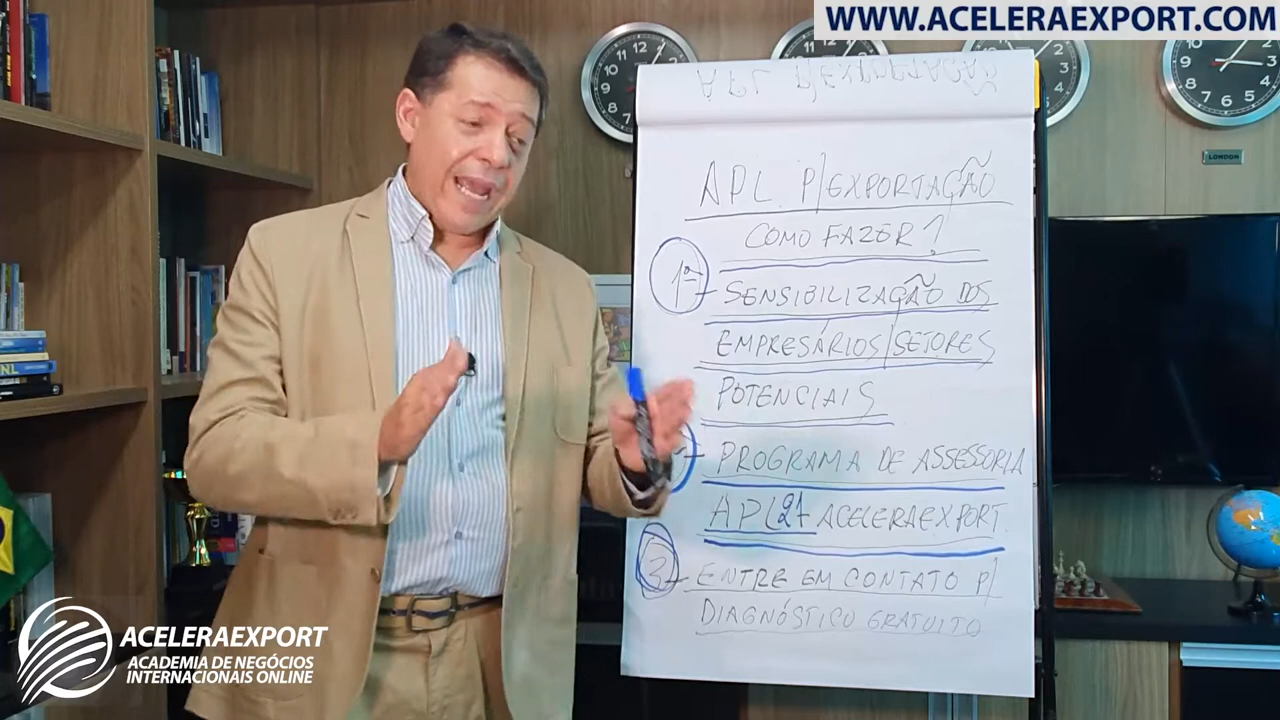 WWW.ACELERAEXPORT.COM
APL P/EXPORTAÇÃO
COMO FAZER!
1º - SENSIBILIZAÇÃO DOS
EMPRESÁRIOS/SETORES
POTENCIAIS
- PROGRAMA DE ASSESSORIA
APL ACELERAEXPORT.
3 - ENTRE EM CONTATO P/
DIAGNÓSTICO GRATUITO
LONDON
ACELERAEXPORT
ACADEMIA DE NEGÓCIOS
INTERNACIONAIS ONLINE